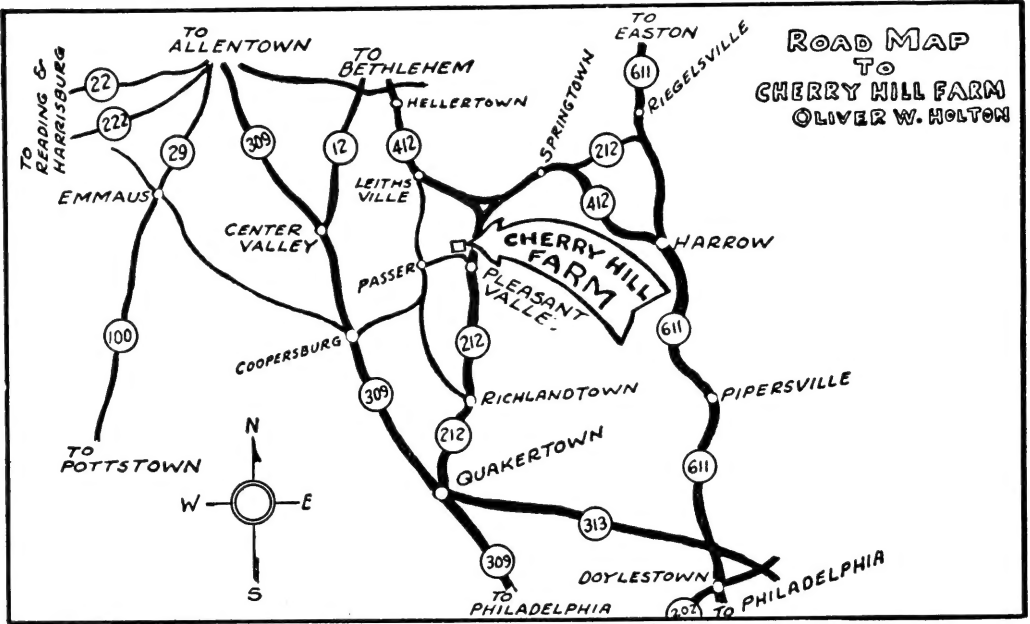 ROAD MAP
TO
CHERRY HILL FARM
OLIVER W. HOLTON
TO
ALLENTOWN
TO
BETHLEHEM
TO
EASTON
TO
READING &
HARRISBURG
22
222
29
309
12
412
HELLERTOWN
LEITHS
VILLE
SPRINGTOWN
611
RIEGELSVILLE
212
412
EMMAUS
CENTER
VALLEY
HARROW
CHERRY HILL
FARM
PASSER
PLEASANT
VALLE.
100
COOPERSBURG
212
611
309
RICHLANDTOWN
PIPERSVILLE
212
QUAKERTOWN
611
TO
POTTSTOWN
N
W
E
S
313
309
TO
PHILADELPHIA
DOYLESTOWN
202
TO PHILADELPHIA